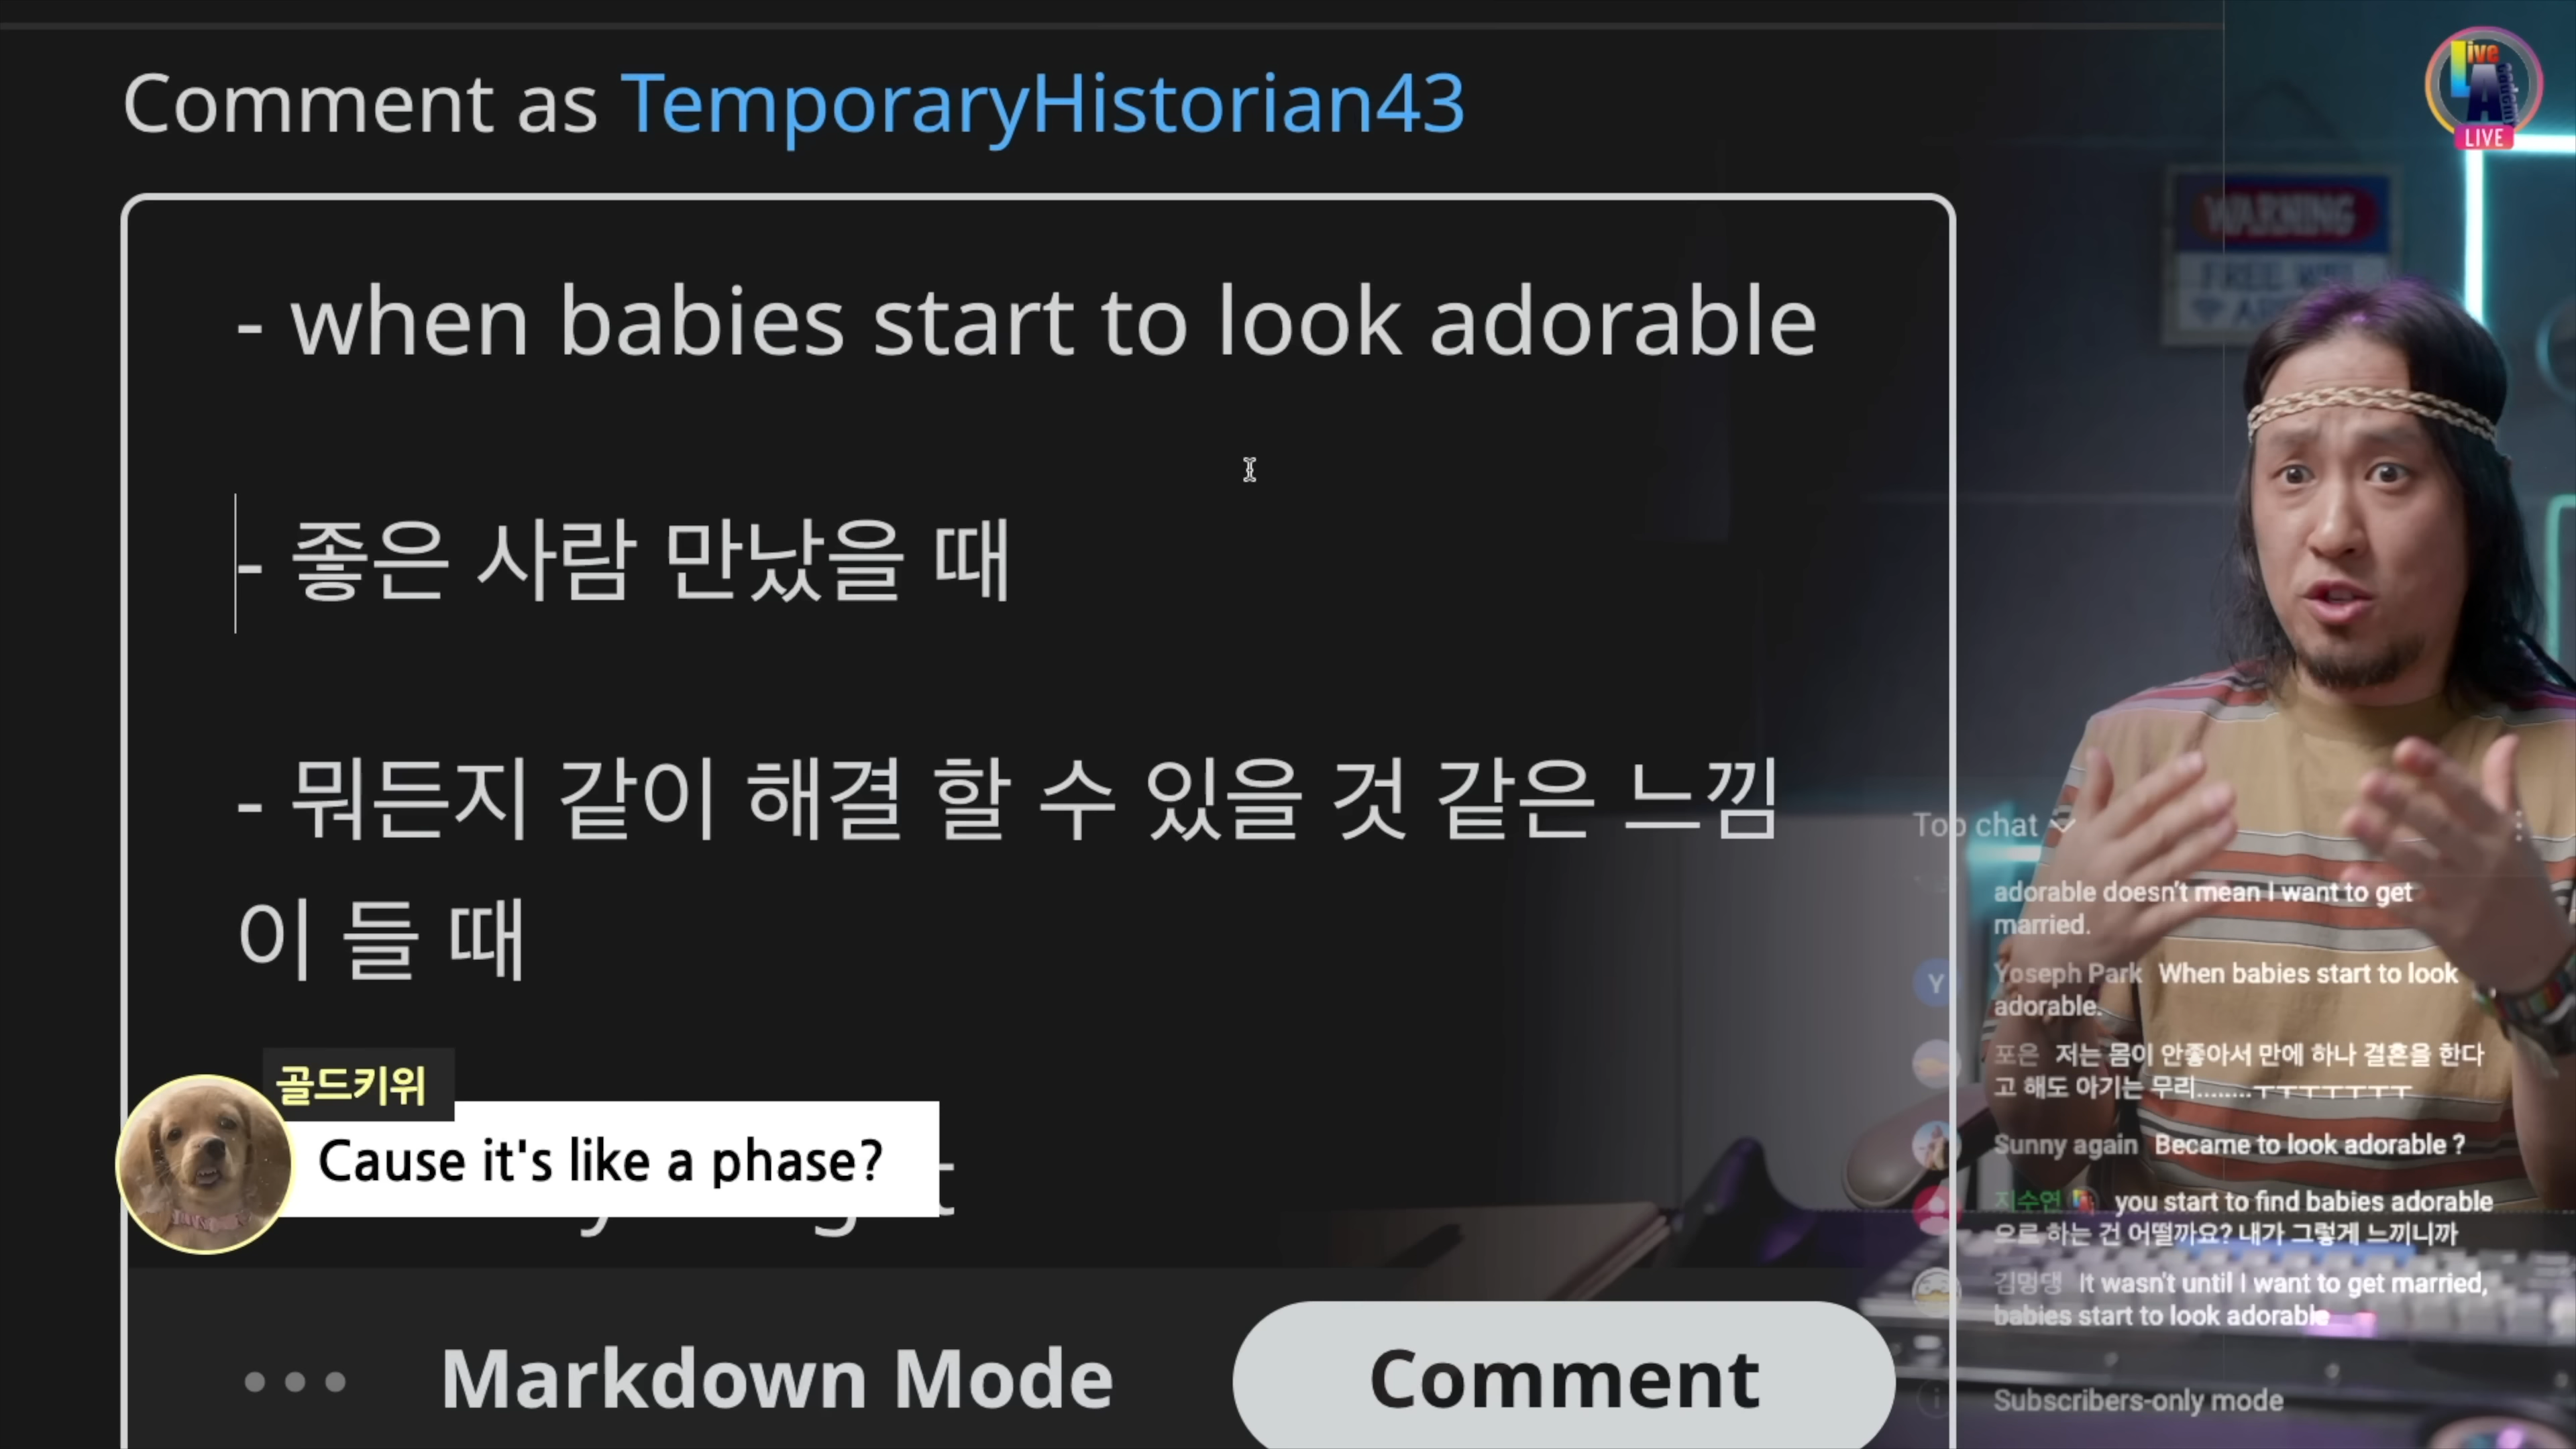 Comment as TemporaryHistorian43
- when babies start to look adorable
- 좋은 사람 만났을 때
- 뭐든지 같이 해결 할 수 있을 것 같은 느낌
이 들 때
골드키위
Cause it's like a phase?
Markdown Mode
Comment
Live
LIVE
WARNING
Top chat
adorable doesn't mean I want to get
married.
Y
Yoseph Park When babies start to look
adorable.
포은 저는 몸이 안좋아서 만에 하나 결혼을 한다
고 해도 아기는 무리........ㅜㅜㅜㅜㅜㅜㅜ
Sunny again Became to look adorable ?
지수연 you start to find babies adorable
으로 하는 건 어떨까요? 내가 그렇게 느끼니까
김멍댕 It wasn't until I want to get married,
babies start to look adorable
Subscribers-only mode